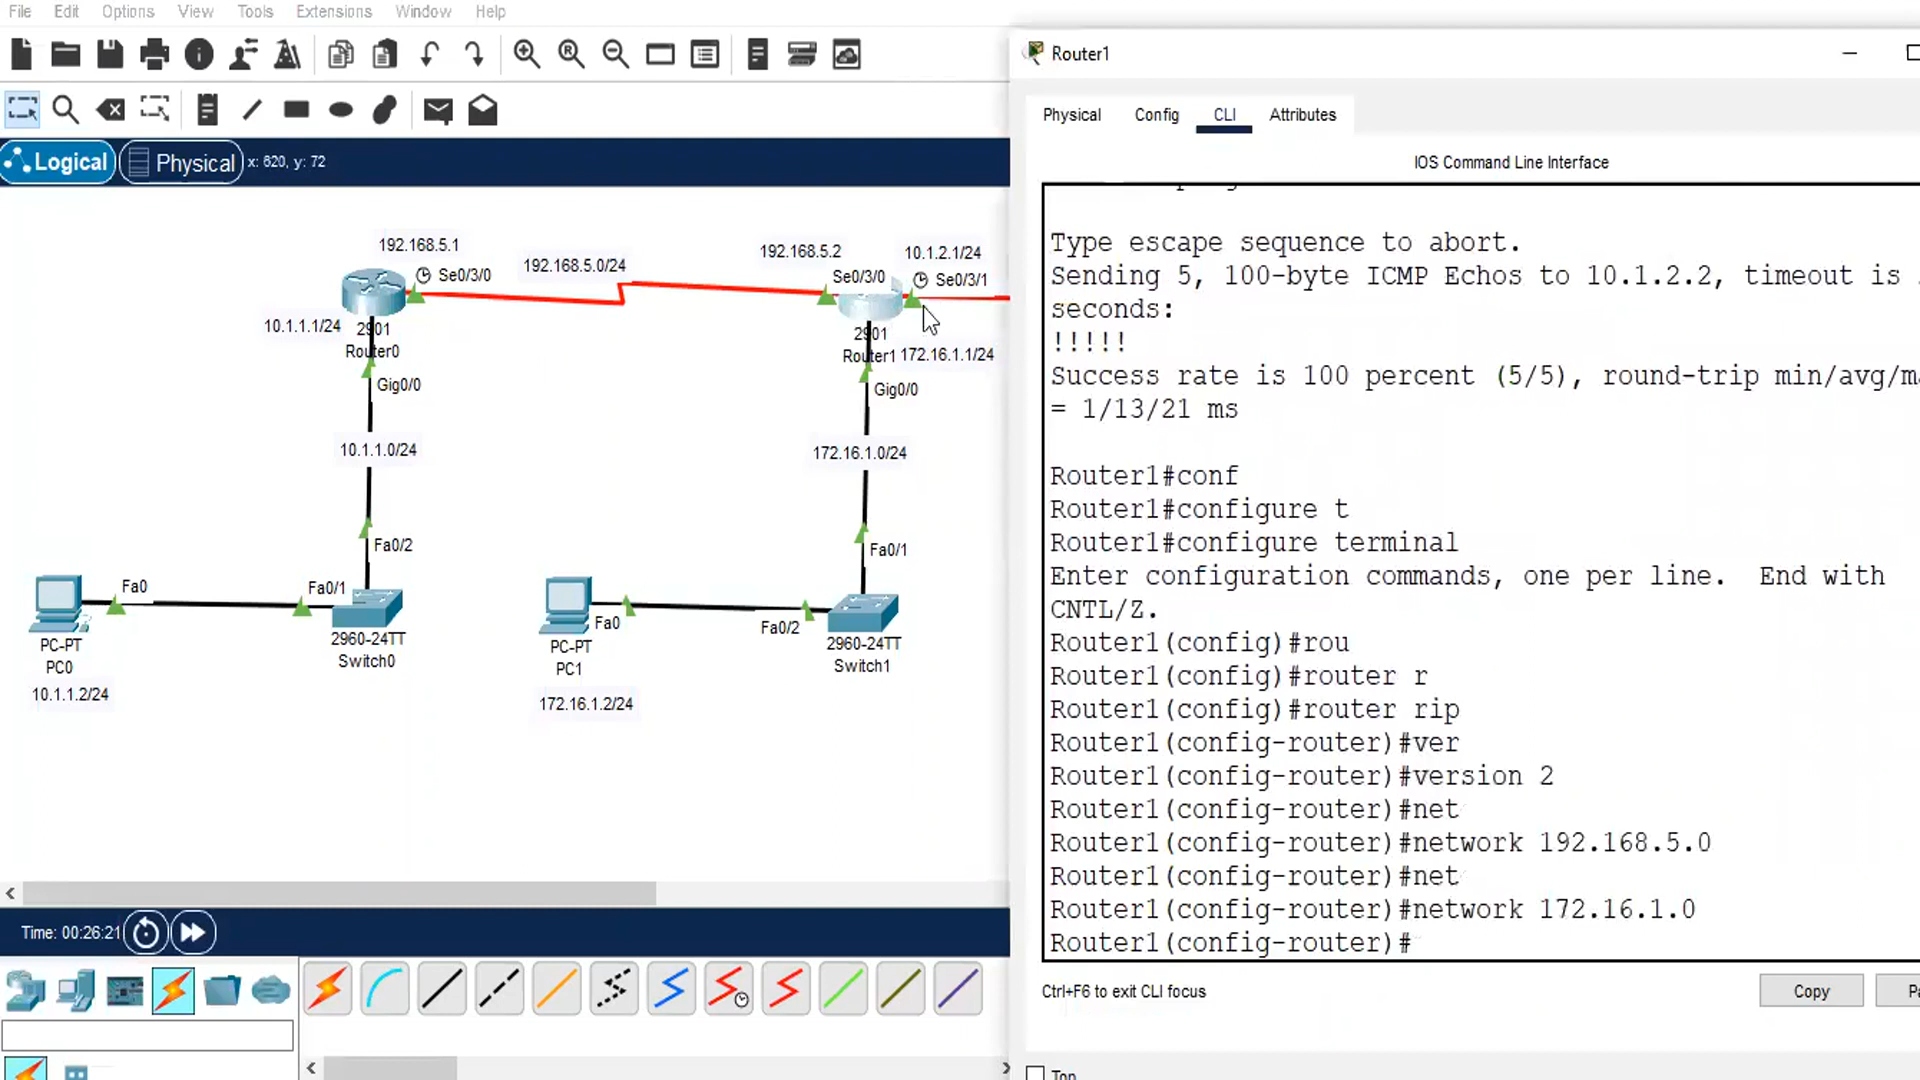 File Edit Options View Tools Extensions Window Help
Logical Physical x: 620, y: 72
192.168.5.1
Se0/3/0
192.168.5.0/24
192.168.5.2
Se0/3/0
10.1.2.1/24
Se0/3/1
10.1.1.1/24
2901
Router0
Gig0/0
2901
Router1
172.16.1.1/24
Gig0/0
10.1.1.0/24
172.16.1.0/24
Fa0/2
Fa0/1
Fa0
Fa0/1
2960-24TT
Switch0
PC-PT
PC0
10.1.1.2/24
Fa0
Fa0/2
2960-24TT
Switch1
PC-PT
PC1
172.16.1.2/24
Time: 00:26:21
Router1
Physical Config CLI Attributes
IOS Command Line Interface
Type escape sequence to abort.
Sending 5, 100-byte ICMP Echos to 10.1.2.2, timeout is
seconds:
!!!!!
Success rate is 100 percent (5/5), round-trip min/avg/ma
= 1/13/21 ms
Router1#conf
Router1#configure t
Router1#configure terminal
Enter configuration commands, one per line. End with
CNTL/Z.
Router1(config)#rou
Router1(config)#router r
Router1(config)#router rip
Router1(config-router)#ver
Router1(config-router)#version 2
Router1(config-router)#net
Router1(config-router)#network 192.168.5.0
Router1(config-router)#net
Router1(config-router)#network 172.16.1.0
Router1(config-router)#
Ctrl+F6 to exit CLI focus
Copy
Pa
Top